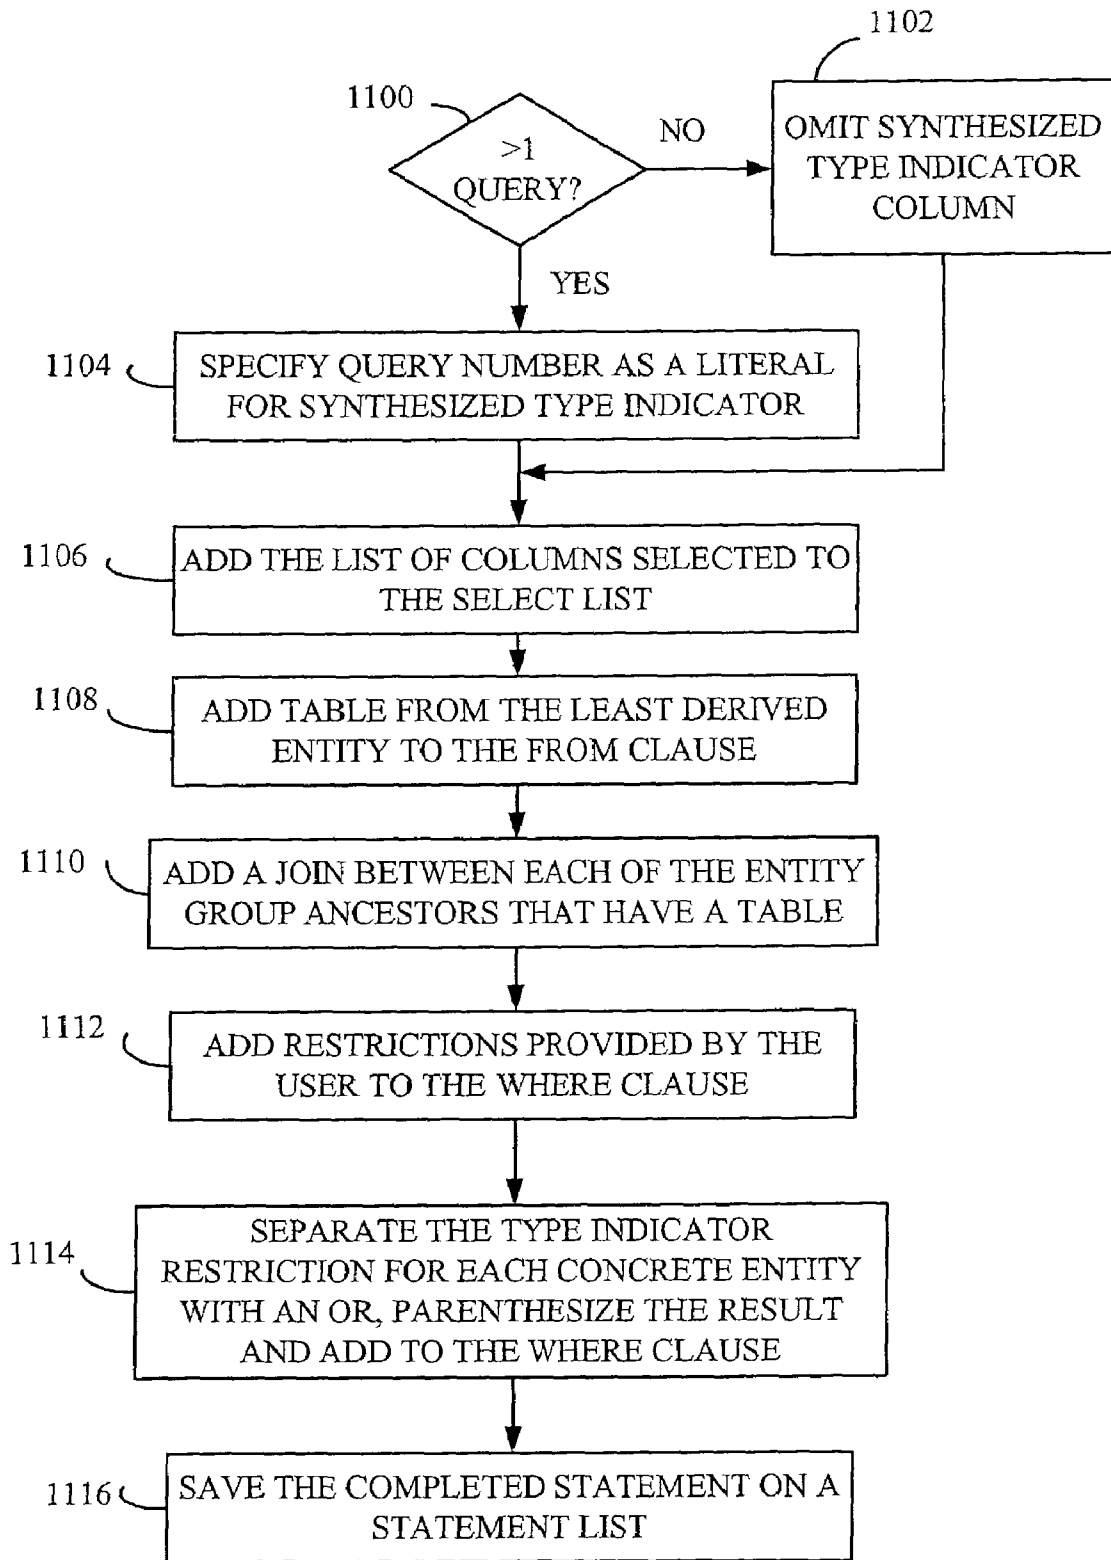 1102
1100
>1
QUERY?
NO
OMIT SYNTHESIZED
TYPE INDICATOR
COLUMN
YES
1104
SPECIFY QUERY NUMBER AS A LITERAL
FOR SYNTHESIZED TYPE INDICATOR
1106
ADD THE LIST OF COLUMNS SELECTED TO
THE SELECT LIST
1108
ADD TABLE FROM THE LEAST DERIVED
ENTITY TO THE FROM CLAUSE
1110
ADD A JOIN BETWEEN EACH OF THE ENTITY
GROUP ANCESTORS THAT HAVE A TABLE
1112
ADD RESTRICTIONS PROVIDED BY THE
USER TO THE WHERE CLAUSE
1114
SEPARATE THE TYPE INDICATOR
RESTRICTION FOR EACH CONCRETE ENTITY
WITH AN OR, PARENTHESIZE THE RESULT
AND ADD TO THE WHERE CLAUSE
1116
SAVE THE COMPLETED STATEMENT ON A
STATEMENT LIST